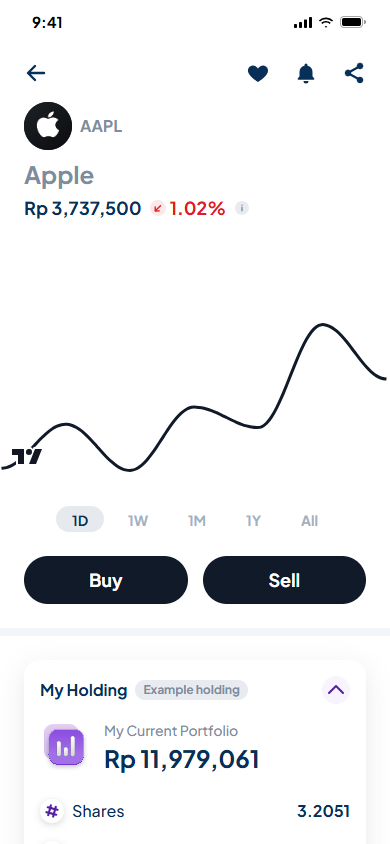 9:41
AAPL
Apple
Rp 3,737,500 1.02% i
1D 1W 1M 1Y All
Buy Sell
My Holding Example holding
My Current Portfolio
Rp 11,979,061
# Shares 3.2051